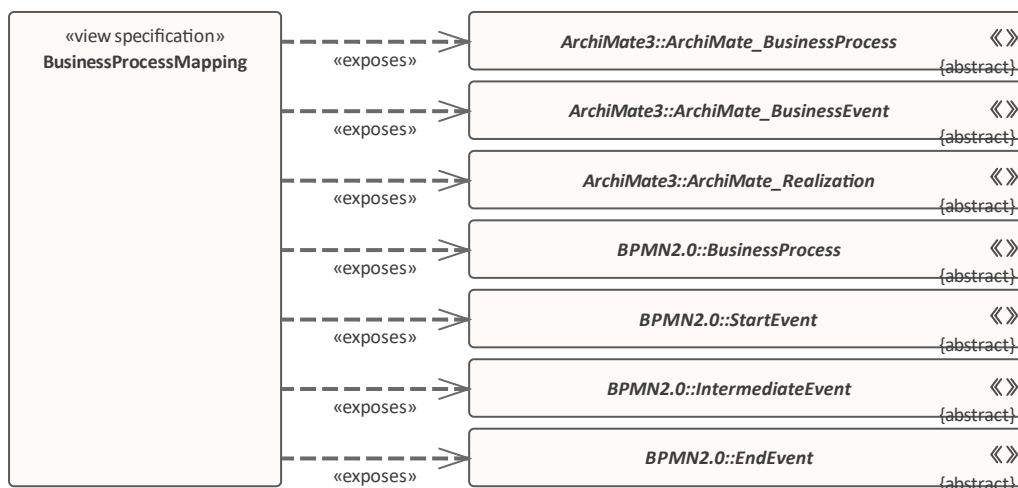 «view specification»
BusinessProcessMapping
«exposes»
ArchiMate3::ArchiMate_BusinessProcess
{abstract}
«exposes»
ArchiMate3::ArchiMate_BusinessEvent
{abstract}
«exposes»
ArchiMate3::ArchiMate_Realization
{abstract}
«exposes»
BPMN2.0::BusinessProcess
{abstract}
«exposes»
BPMN2.0::StartEvent
{abstract}
«exposes»
BPMN2.0::IntermediateEvent
{abstract}
«exposes»
BPMN2.0::EndEvent
{abstract}